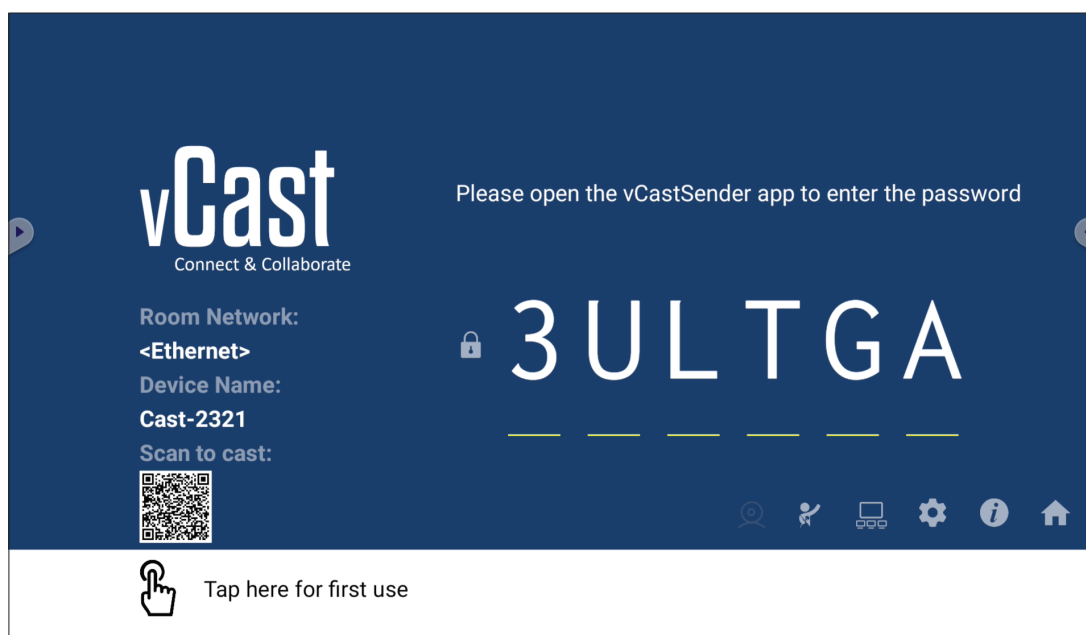 vCast
Connect & Collaborate
Please open the vCastSender app to enter the password
Room Network:
<Ethernet>
Device Name:
Cast-2321
Scan to cast:
3ULTGA
Tap here for first use